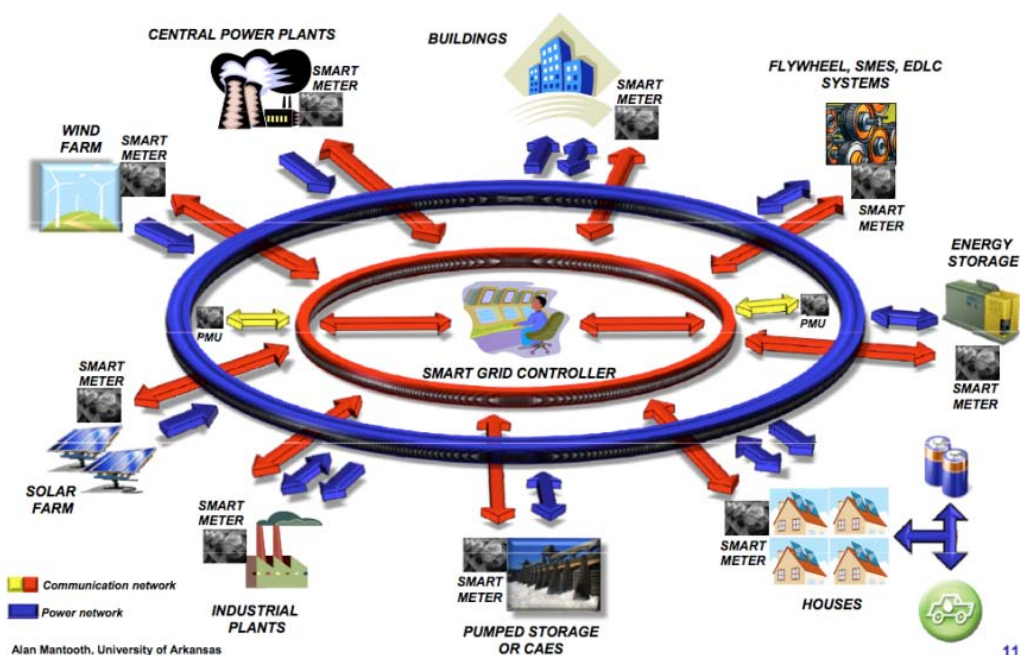 CENTRAL POWER PLANTS
SMART
METER
BUILDINGS
SMART
METER
FLYWHEEL, SMES, EDLC
SYSTEMS
SMART
METER
WIND
FARM
SMART
METER
ENERGY
STORAGE
SMART
METER
PMU
PMU
SMART GRID CONTROLLER
SMART
METER
SOLAR
FARM
SMART
METER
INDUSTRIAL
PLANTS
SMART
METER
PUMPED STORAGE
OR CAES
SMART
METER
HOUSES
Communication network
Power network
Alan Mantooth, University of Arkansas
11